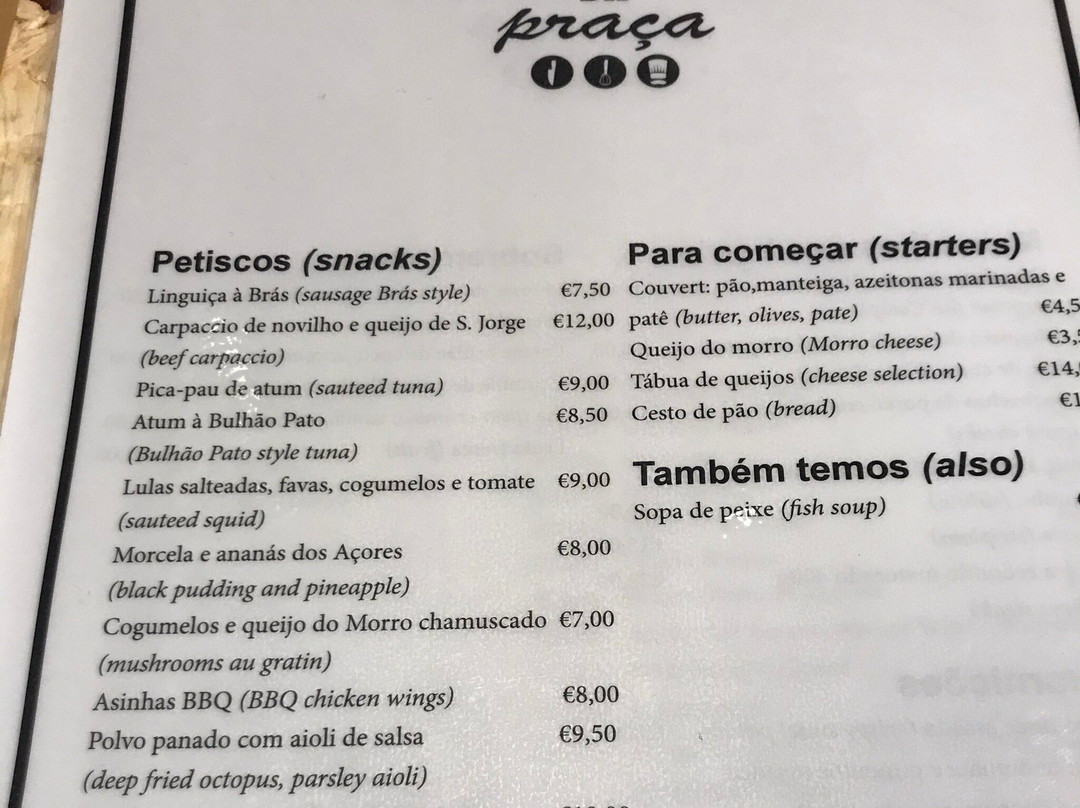 praça
Petiscos (snacks)
Linguiça à Brás (sausage Brás style) €7,50
Carpaccio de novilho e queijo de S. Jorge €12,00
(beef carpaccio)
Pica-pau de atum (sauteed tuna) €9,00
Atum à Bulhão Pato €8,50
(Bulhão Pato style tuna)
Lulas salteadas, favas, cogumelos e tomate €9,00
(sauteed squid)
Morcela e ananás dos Açores €8,00
(black pudding and pineapple)
Cogumelos e queijo do Morro chamuscado €7,00
(mushrooms au gratin)
Asinhas BBQ (BBQ chicken wings) €8,00
Polvo panado com aioli de salsa €9,50
(deep fried octopus, parsley aioli)
Para começar (starters)
Couvert: pão,manteiga, azeitonas marinadas e
patê (butter, olives, pate) €4,5
Queijo do morro (Morro cheese) €3,5
Tábua de queijos (cheese selection) €14,
Cesto de pão (bread) €1
Também temos (also)
Sopa de peixe (fish soup)